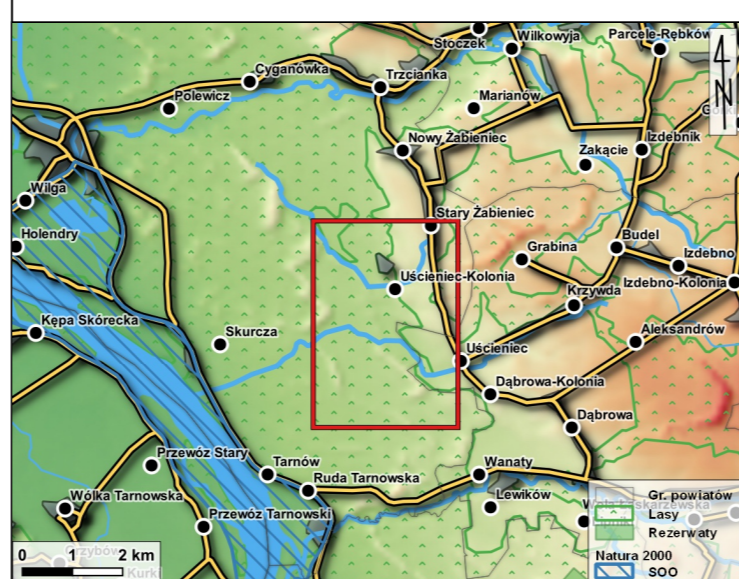 Stoczek
Wilkowyja
Parcele-Rębków
Cyganówka
Trzcianka
N
Polewicz
Marianów
Nowy Żabieniec
Izdebnik
Zakącie
Wilga
Stary Żabieniec
Holendry
Grabina
Budel
Izdebno
Uścieniec-Kolonia
Izdebno-Kolonia
Krzywda
Kępa Skórecka
Skurcza
Aleksandrów
Uścieniec
Dąbrowa-Kolonia
Dąbrowa
Przewóz Stary
Tarnów
Wanaty
Ruda Tarnowska
Wólka Tarnowska
Lewików
Przewóz Tarnowski
Gr. powiatów
Lasy
Rezerwaty
Natura 2000
SOO
0 1 2 km